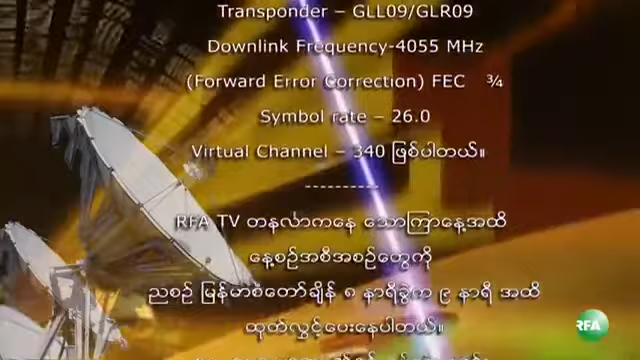 Transponder – GLL09/GLR09
Downlink Frequency-4055 MHz
(Forward Error Correction) FEC ¾
Symbol rate – 26.0
Virtual Channel – 340 ဖြစ်ပါတယ်။
----------
RFA TV တနင်္လာကနေ သောကြာနေ့အထိ
နေ့စဉ်အစီအစဉ်တွေကို
ညစဉ် မြန်မာစံတော်ချိန် ၈ နာရီခွဲက ၉ နာရီ အထိ
ထုတ်လွှင့်ပေးနေပါတယ်။
RFA